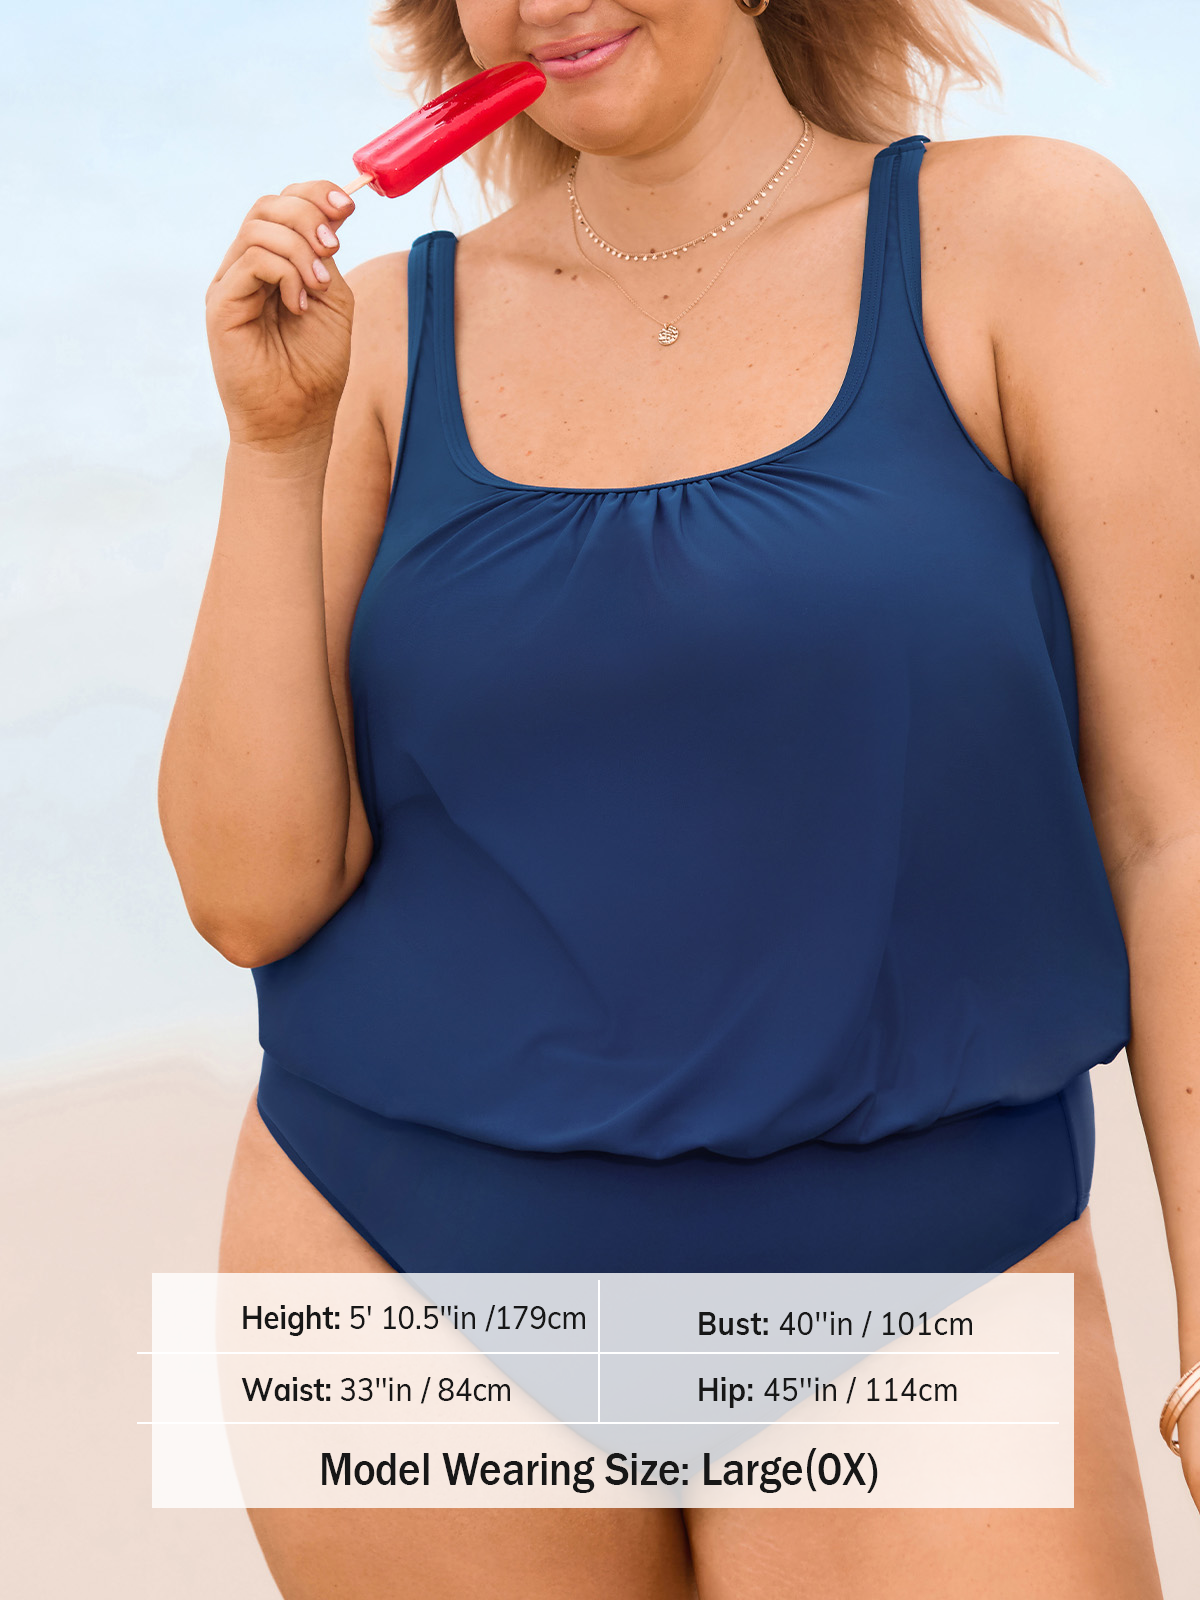 Height: 5' 10.5"in /179cm
Bust: 40''in / 101cm
Waist: 33"in / 84cm
Hip: 45"in / 114cm
Model Wearing Size: Large(0X)